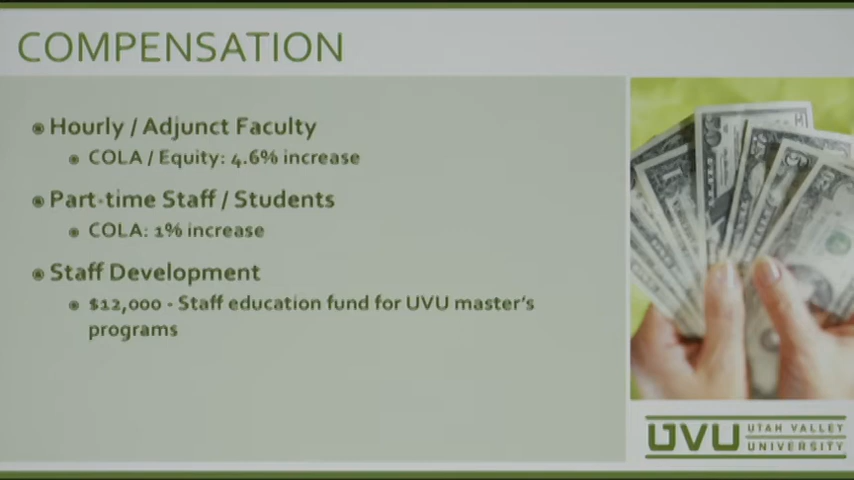 COMPENSATION
Hourly / Adjunct Faculty
COLA / Equity: 4.6% increase
Part-time Staff / Students
COLA: 1% increase
Staff Development
$12,000 - Staff education fund for UVU master's
programs
UVU UTAH VALLEY
UNIVERSITY